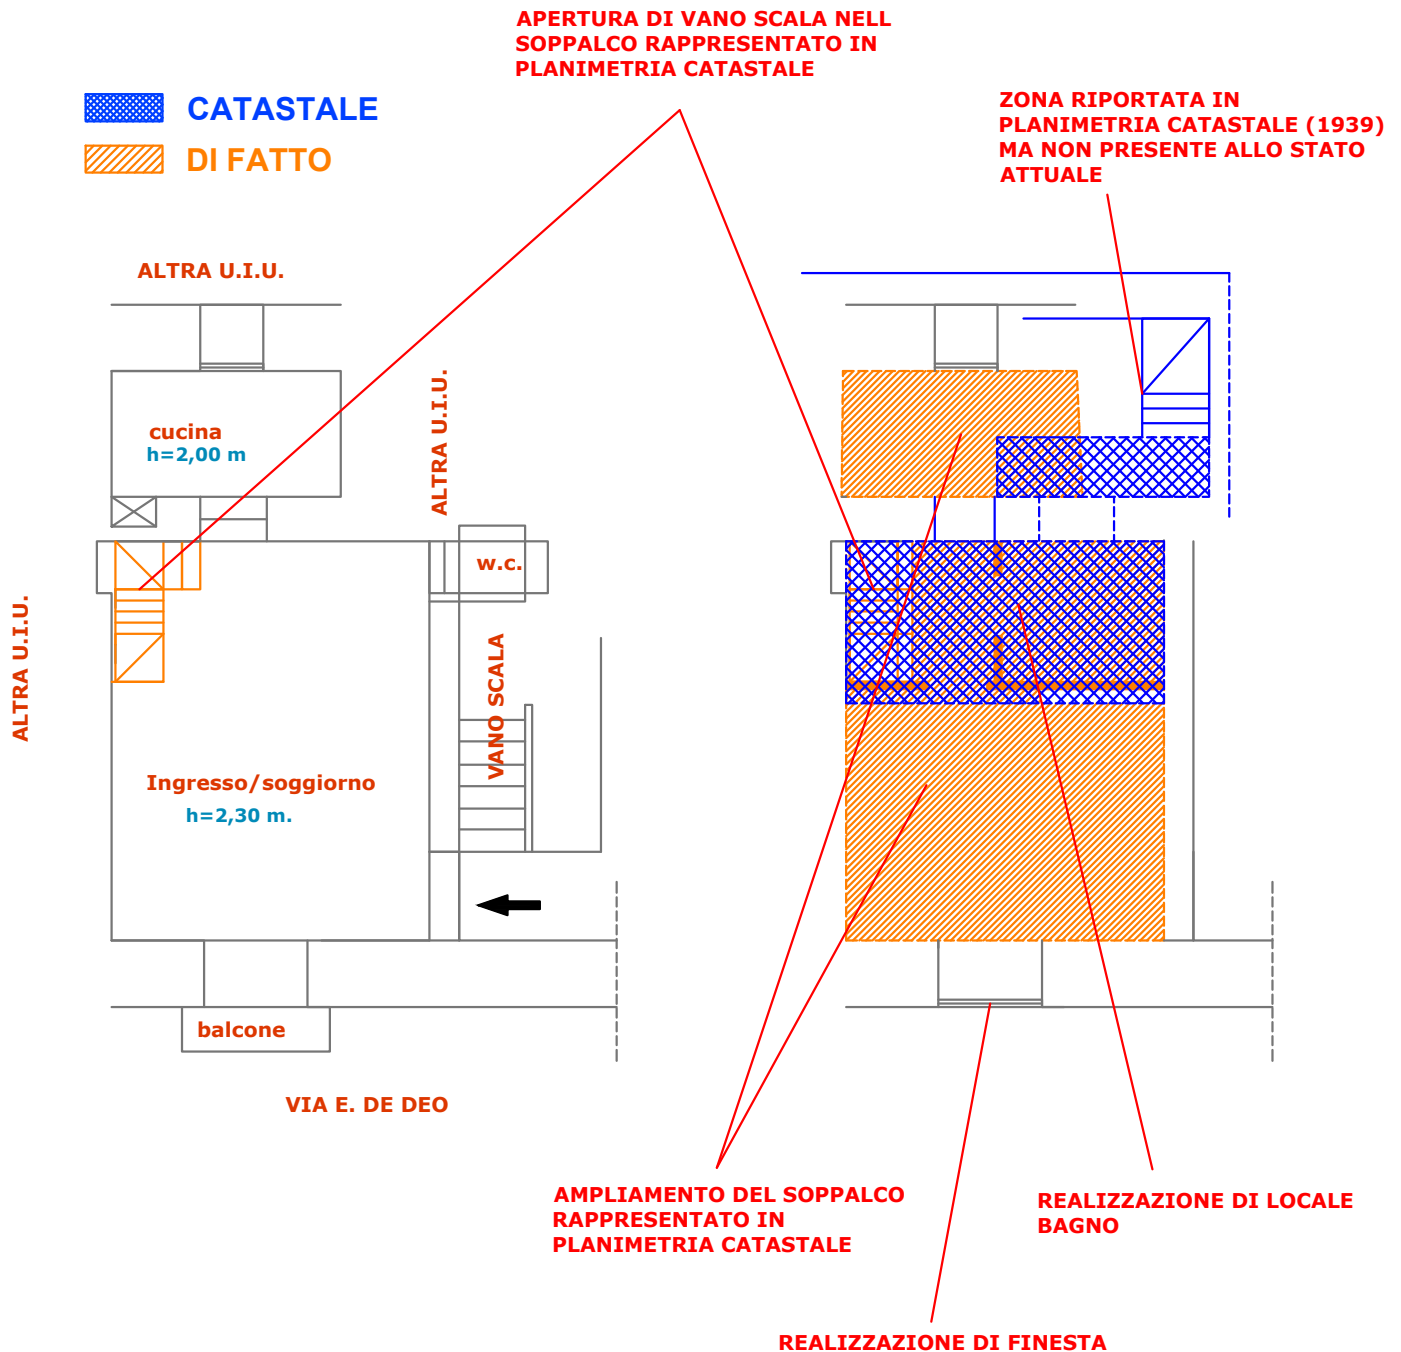 APERTURA DI VANO SCALA NELL
SOPPALCO RAPPRESENTATO IN
PLANIMETRIA CATASTALE
CATASTALE
DI FATTO
ZONA RIPORTATA IN
PLANIMETRIA CATASTALE (1939)
MA NON PRESENTE ALLO STATO
ATTUALE
ALTRA U.I.U.
cucina
h=2,00 m
ALTRA U.I.U.
w.c.
ALTRA U.I.U.
VANO SCALA
Ingresso/soggiorno
h=2,30 m.
balcone
VIA E. DE DEO
AMPLIAMENTO DEL SOPPALCO
RAPPRESENTATO IN
PLANIMETRIA CATASTALE
REALIZZAZIONE DI LOCALE
BAGNO
REALIZZAZIONE DI FINESTA